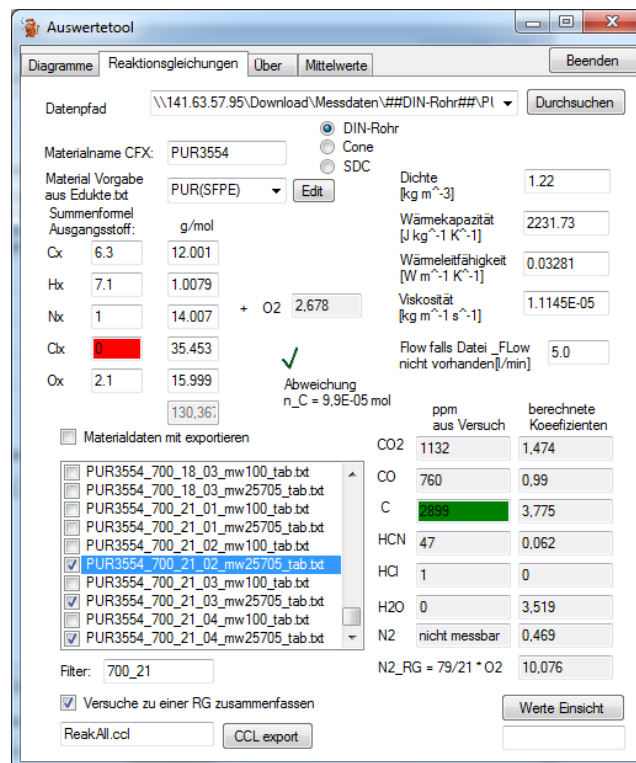 Auswertetool
Diagramme Reaktionsgleichungen Über Mittelwerte Beenden
Datenpfad \\141.63.57.95\Download\Messdaten\##DIN-Rohr##\PU Durchsuchen
DIN-Rohr
Materialname CFX: PUR3554 Cone
SDC
Material Vorgabe
aus Edukte.txt PUR(SFPE) Edit
Dichte
[kg m^-3] 1.22
Summenformel
Ausgangsstoff: g/mol
Wärmekapazität
[J kg^-1 K^-1] 2231.73
Cx 6.3 12.001
Wärmeleitfähigkeit
[W m^-1 K^-1] 0.03281
Hx 7.1 1.0079
Nx 1 14.007 + O2 2,678
Viskosität
[kg m^-1 s^-1] 1.1145E-05
Clx 0 35.453
Flow falls Datei _FLow
nicht vorhanden[l/min] 5.0
Ox 2.1 15.999
Abweichung
n_C = 9,9E-05 mol
130,367
Materialdaten mit exportieren
ppm
aus Versuch
berechnete
Koeefizienten
CO2 1132 1,474
CO 760 0,99
C 2899 3,775
HCN 47 0,062
HCl 1 0
H2O 0 3,519
N2 nicht messbar 0,469
N2_RG = 79/21 * O2 10,076
PUR3554_700_18_03_mw100_tab.txt
PUR3554_700_18_03_mw25705_tab.txt
PUR3554_700_21_01_mw100_tab.txt
PUR3554_700_21_01_mw25705_tab.txt
PUR3554_700_21_02_mw100_tab.txt
PUR3554_700_21_02_mw25705_tab.txt
PUR3554_700_21_03_mw100_tab.txt
PUR3554_700_21_03_mw25705_tab.txt
PUR3554_700_21_04_mw100_tab.txt
PUR3554_700_21_04_mw25705_tab.txt
Filter: 700_21
Versuche zu einer RG zusammenfassen
Werte Einsicht
ReakAll.ccl CCL export